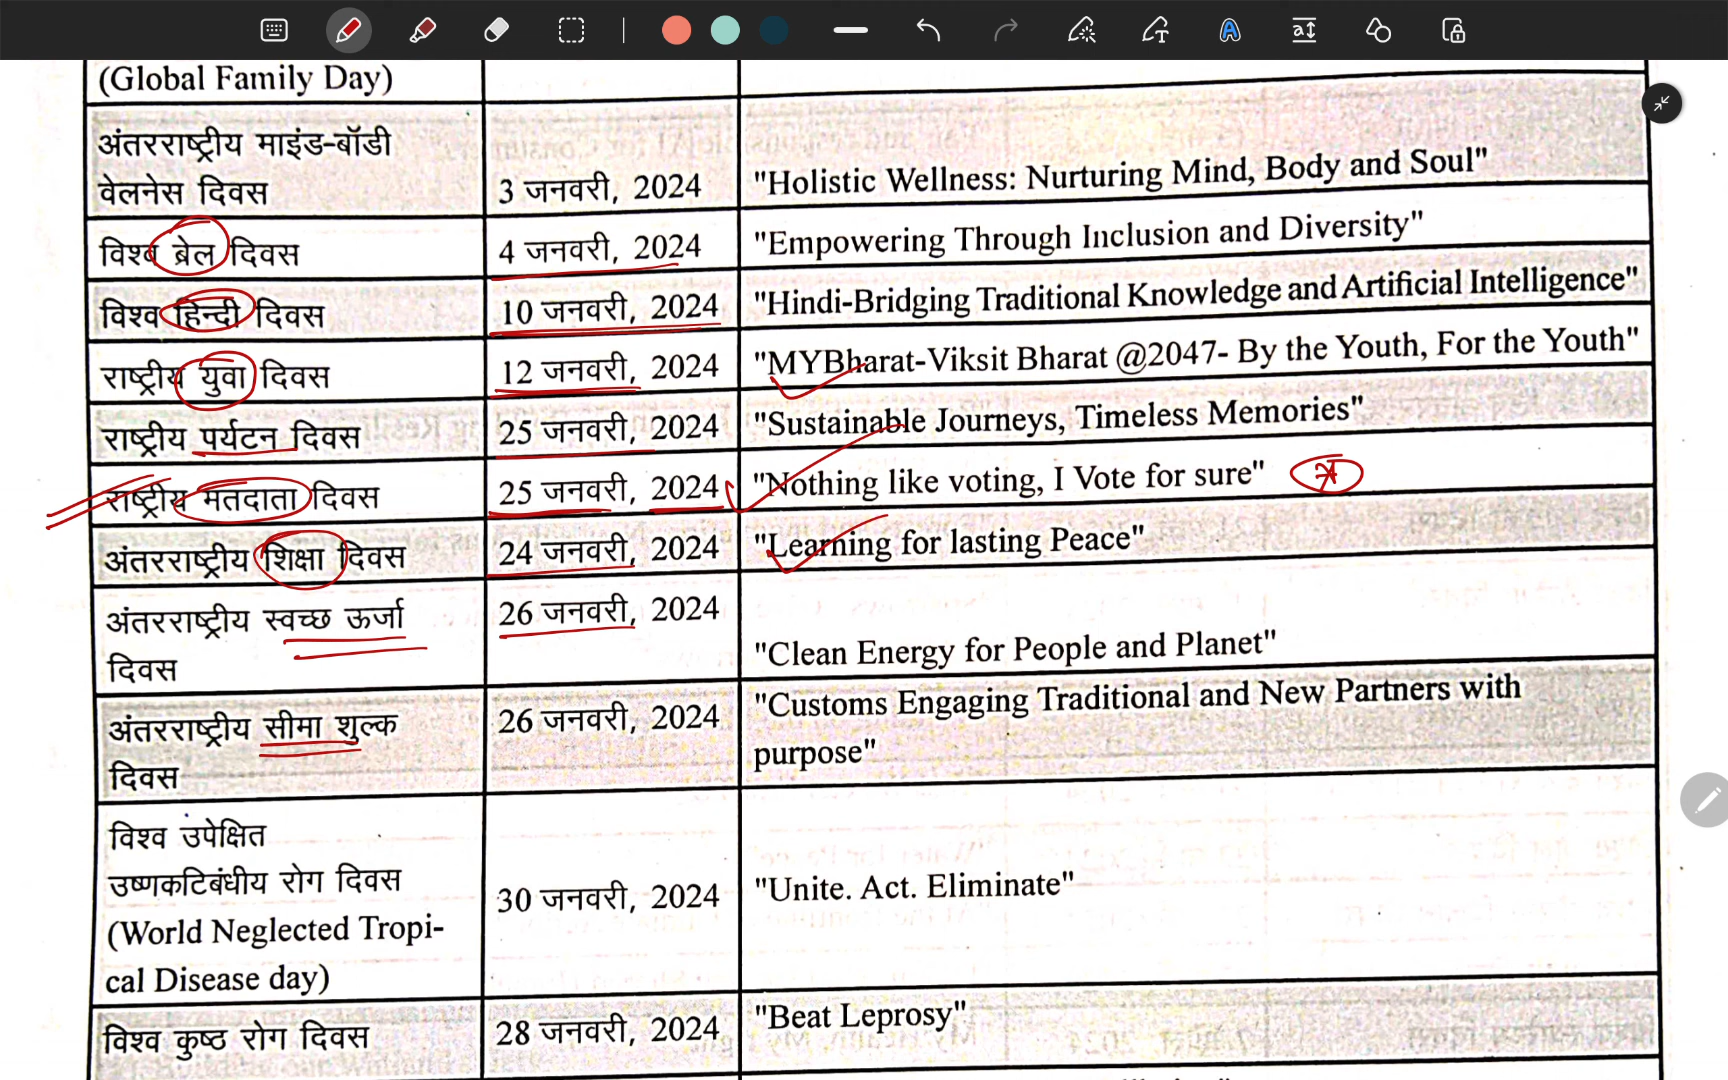 (Global Family Day)
अंतरराष्ट्रीय माइंड-बॉडी
वेलनेस दिवस
3 जनवरी, 2024
"Holistic Wellness: Nurturing Mind, Body and Soul"
विश्व ब्रेल दिवस
4 जनवरी, 2024
"Empowering Through Inclusion and Diversity"
विश्व हिन्दी दिवस
10 जनवरी, 2024
"Hindi-Bridging Traditional Knowledge and Artificial Intelligence"
राष्ट्रीय युवा दिवस
12 जनवरी, 2024
"MYBharat-Viksit Bharat @2047- By the Youth, For the Youth"
राष्ट्रीय पर्यटन दिवस
25 जनवरी, 2024
"Sustainable Journeys, Timeless Memories"
राष्ट्रीय मतदाता दिवस
25 जनवरी, 2024
"Nothing like voting, I Vote for sure"
अंतरराष्ट्रीय शिक्षा दिवस
24 जनवरी, 2024
"Learning for lasting Peace"
अंतरराष्ट्रीय स्वच्छ ऊर्जा
दिवस
26 जनवरी, 2024
"Clean Energy for People and Planet"
अंतरराष्ट्रीय सीमा शुल्क
दिवस
26 जनवरी, 2024
"Customs Engaging Traditional and New Partners with
purpose"
विश्व उपेक्षित
उष्णकटिबंधीय रोग दिवस
(World Neglected Tropi-
cal Disease day)
30 जनवरी, 2024
"Unite. Act. Eliminate"
विश्व कुष्ठ रोग दिवस
28 जनवरी, 2024
"Beat Leprosy"